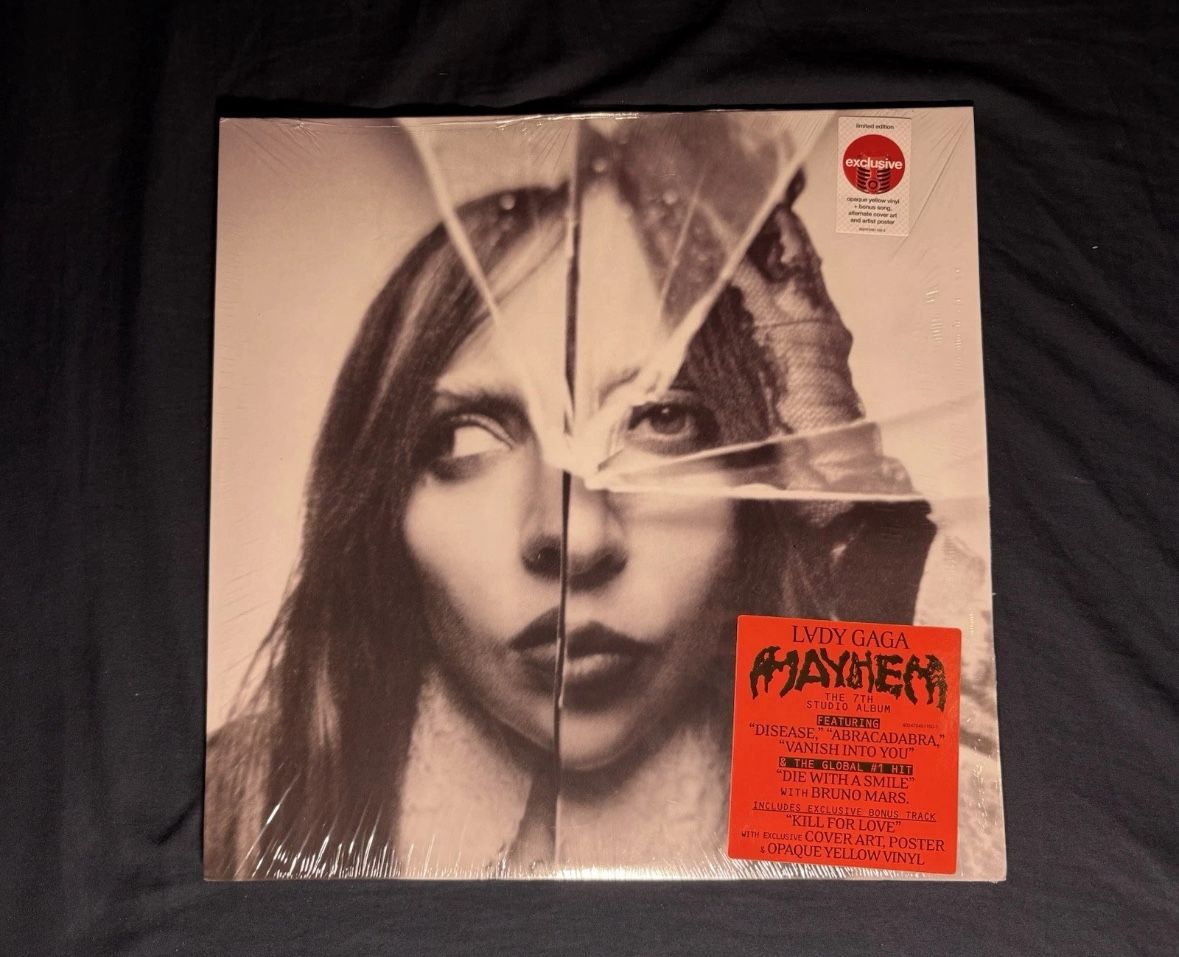 limited edition
exclusive
opaque yellow vinyl
+ bonus song,
alternate cover art
and artist poster
LVDY GAGA
MAYHEM
THE 7TH
STUDIO ALBUM
FEATURING
“DISEASE,” “ABRACADABRA,”
“VANISH INTO YOU”
& THE GLOBAL #1 HIT
“DIE WITH A SMILE”
WITH BRUNO MARS.
INCLUDES EXCLUSIVE BONUS TRACK
“KILL FOR LOVE”
WITH EXCLUSIVE COVER ART, POSTER
& OPAQUE YELLOW VINYL